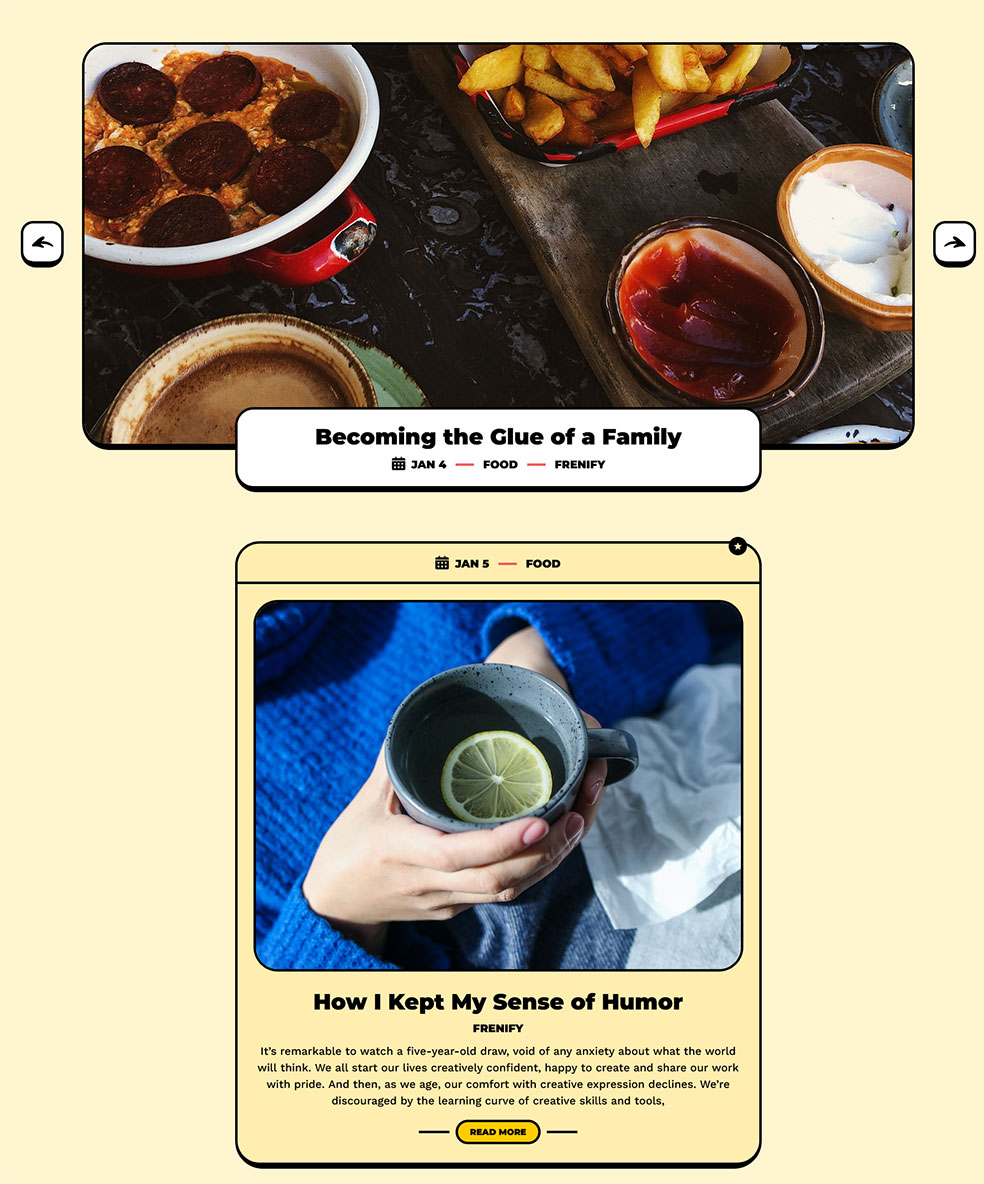 Becoming the Glue of a Family
JAN 4 — FOOD — FRENIFY
JAN 5 — FOOD
How I Kept My Sense of Humor
FRENIFY
It's remarkable to watch a five-year-old draw, void of any anxiety about what the world
will think. We all start our lives creatively confident, happy to create and share our work
with pride. And then, as we age, our comfort with creative expression declines. We're
discouraged by the learning curve of creative skills and tools,
READ MORE